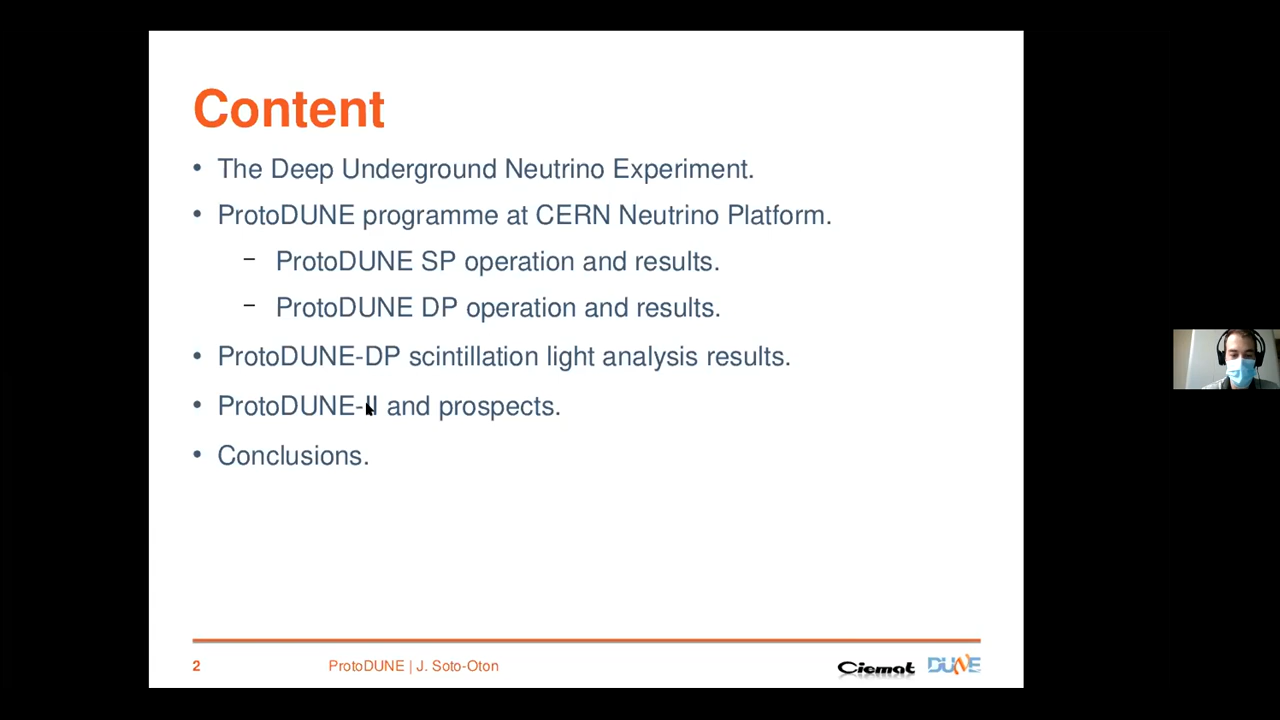 Content
• The Deep Underground Neutrino Experiment.
• ProtoDUNE programme at CERN Neutrino Platform.
– ProtoDUNE SP operation and results.
– ProtoDUNE DP operation and results.
• ProtoDUNE-DP scintillation light analysis results.
• ProtoDUNE-II and prospects.
• Conclusions.
2 ProtoDUNE | J. Soto-Oton Ciemat DUNE